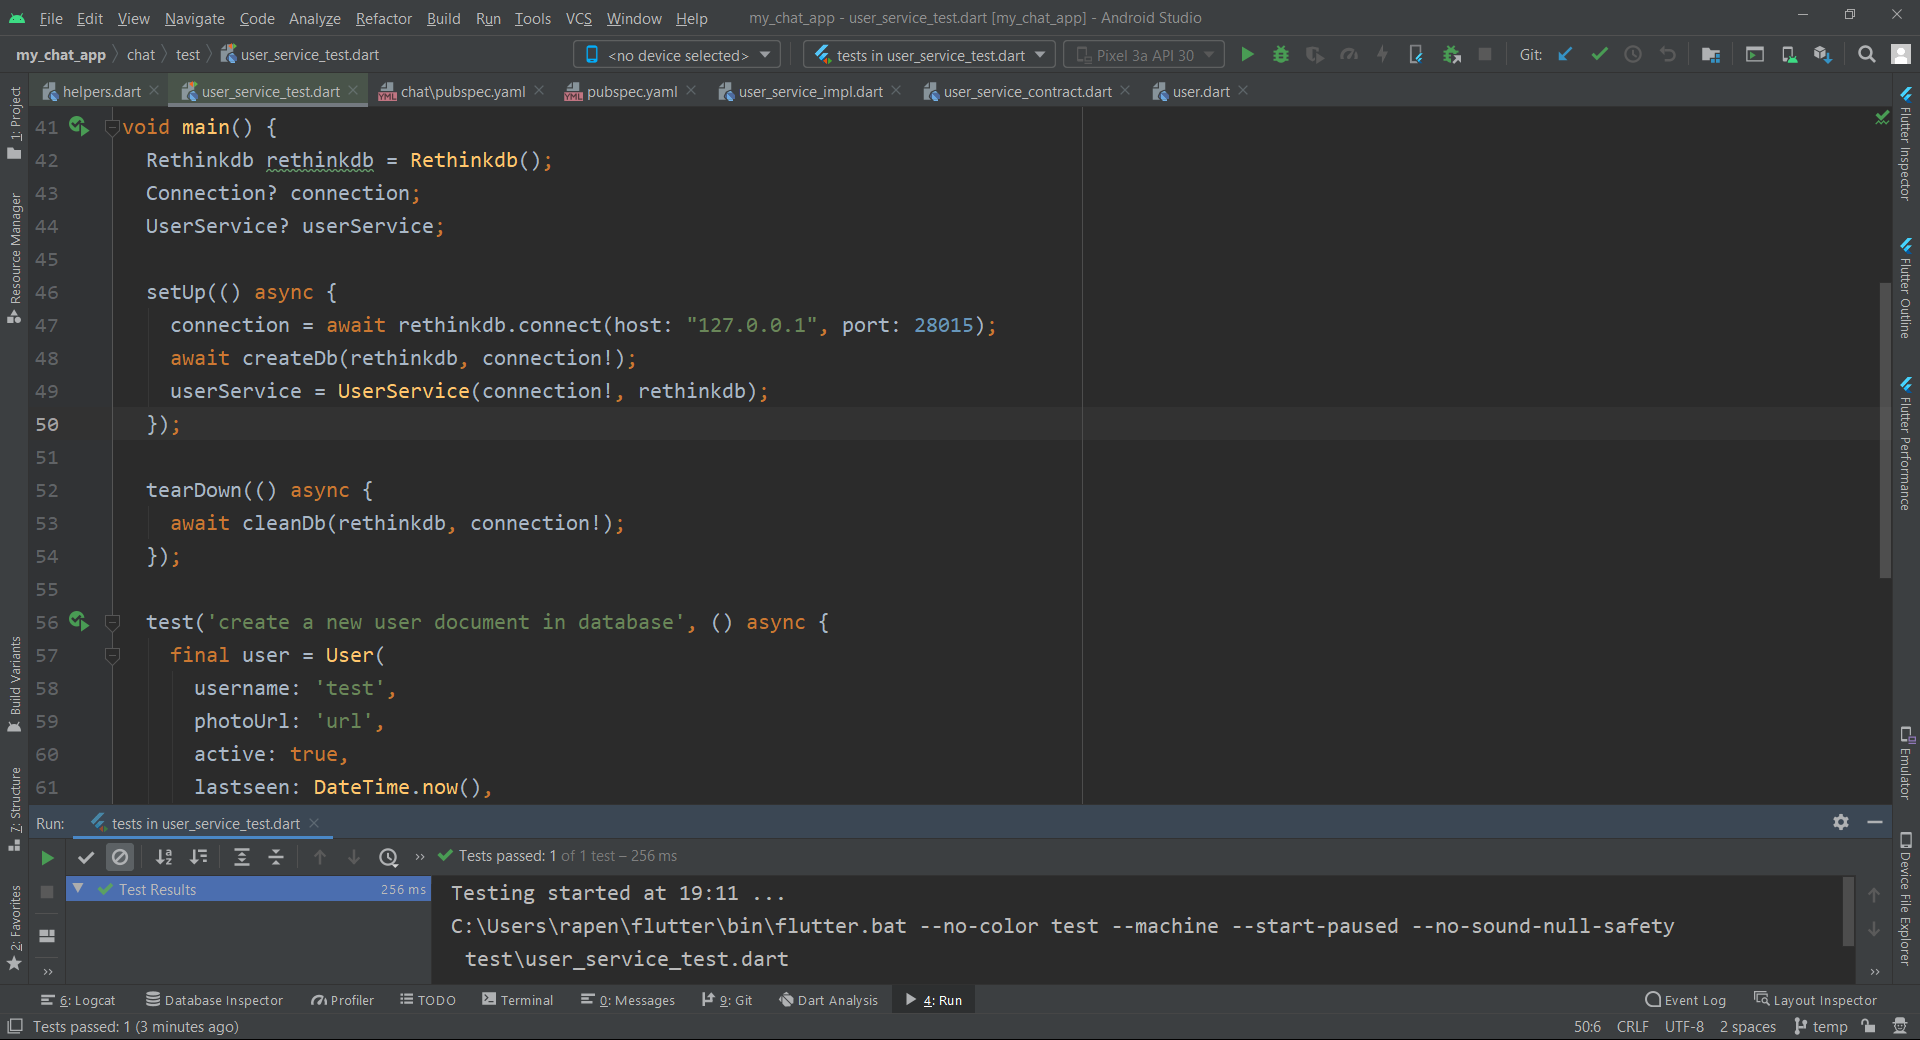 File Edit View Navigate Code Analyze Refactor Build Run Tools VCS Window Help my_chat_app - user_service_test.dart [my_chat_app] - Android Studio
my_chat_app chat test user_service_test.dart <no device selected> tests in user_service_test.dart Pixel 3a API 30 Git:
helpers.dart user_service_test.dart chat\pubspec.yaml pubspec.yaml user_service_impl.dart user_service_contract.dart user.dart
1: Project
Resource Manager
Build Variants
7: Structure
2: Favorites
41 void main() {
42 Rethinkdb rethinkdb = Rethinkdb();
43 Connection? connection;
44 UserService? userService;
45
46 setUp(() async {
47 connection = await rethinkdb.connect(host: "127.0.0.1", port: 28015);
48 await createDb(rethinkdb, connection!);
49 userService = UserService(connection!, rethinkdb);
50 });
51
52 tearDown(() async {
53 await cleanDb(rethinkdb, connection!);
54 });
55
56 test('create a new user document in database', () async {
57 final user = User(
58 username: 'test',
59 photoUrl: 'url',
60 active: true,
61 lastseen: DateTime.now(),
Flutter Inspector
Flutter Outline
Flutter Performance
Emulator
Device File Explorer
Run: tests in user_service_test.dart
Tests passed: 1 of 1 test – 256 ms
Test Results 256 ms
Testing started at 19:11 ...
C:\Users\rapen\flutter\bin\flutter.bat --no-color test --machine --start-paused --no-sound-null-safety
test\user_service_test.dart
6: Logcat Database Inspector Profiler TODO Terminal 0: Messages 9: Git Dart Analysis 4: Run Event Log Layout Inspector
Tests passed: 1 (3 minutes ago) 50:6 CRLF UTF-8 2 spaces temp